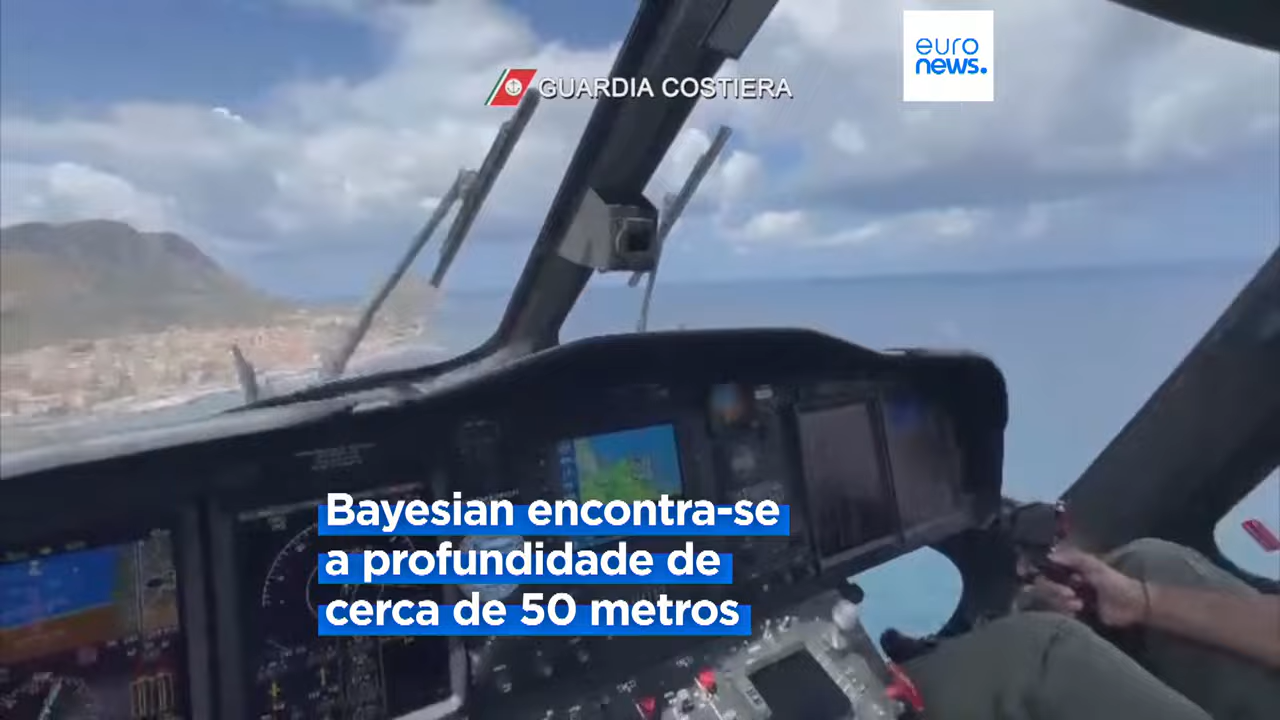 GUARDIA COSTIERA
euro
news.
Bayesian encontra-se
a profundidade de
cerca de 50 metros